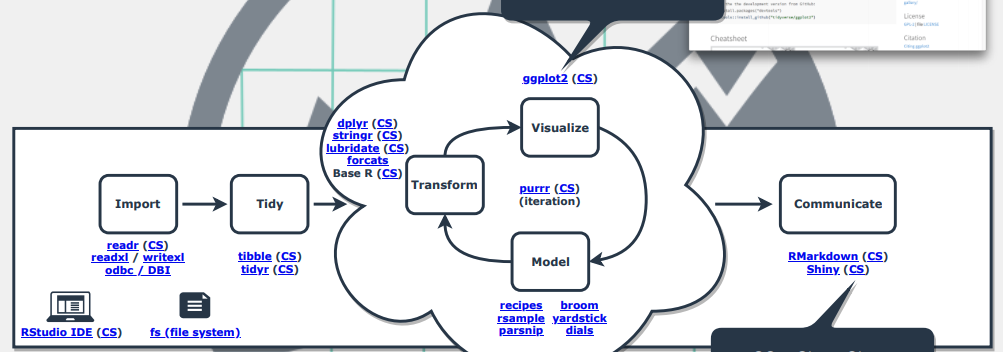 Cheatsheet
License
Citation
ggplot2 (CS)
dplyr (CS)
stringr (CS)
lubridate (CS)
forcats
Base R (CS)
Visualize
Transform
purrr (CS)
(iteration)
Import
Tidy
Communicate
readr (CS)
readxl / writexl
odbc / DBI
tibble (CS)
tidyr (CS)
Model
RMarkdown (CS)
Shiny (CS)
recipes broom
rsample yardstick
parsnip dials
RStudio IDE (CS)
fs (file system)